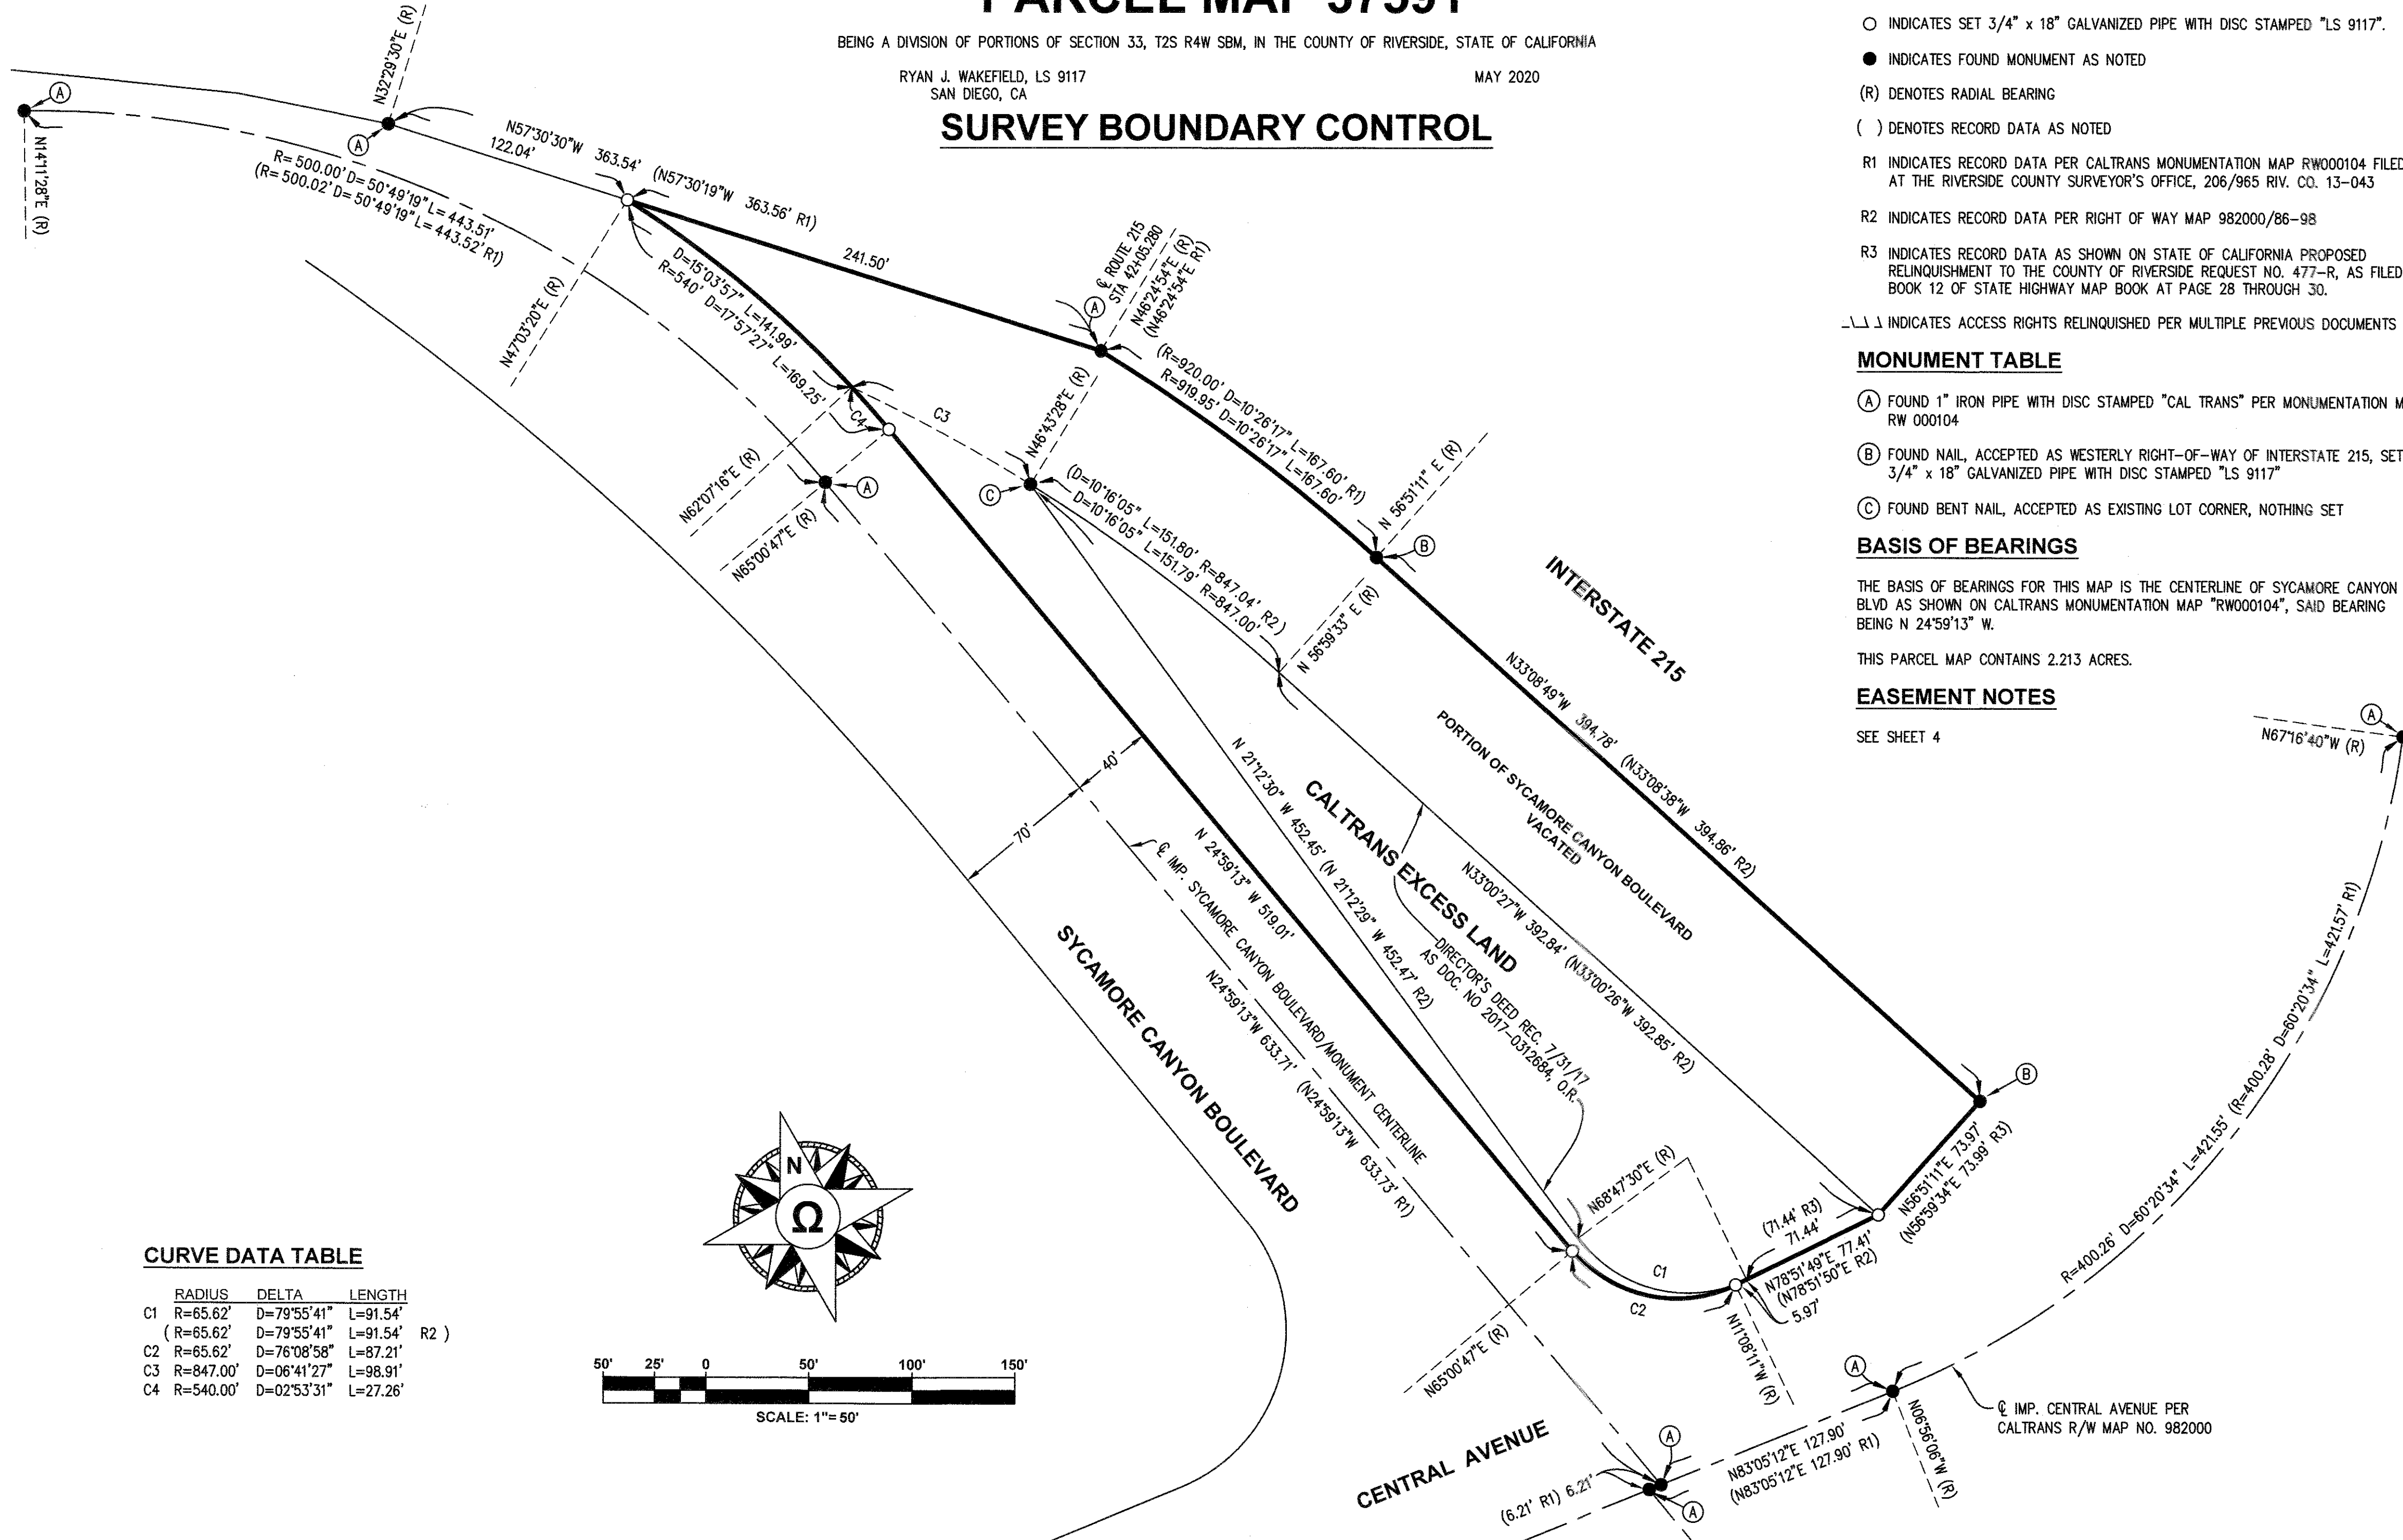 PARCEL MAP 37391
BEING A DIVISION OF PORTIONS OF SECTION 33, T2S R4W SBM, IN THE COUNTY OF RIVERSIDE, STATE OF CALIFORNIA
RYAN J. WAKEFIELD, LS 9117
SAN DIEGO, CA
MAY 2020
SURVEY BOUNDARY CONTROL
INDICATES SET 3/4" x 18" GALVANIZED PIPE WITH DISC STAMPED "LS 9117".
INDICATES FOUND MONUMENT AS NOTED
(R) DENOTES RADIAL BEARING
( ) DENOTES RECORD DATA AS NOTED
R1 INDICATES RECORD DATA PER CALTRANS MONUMENTATION MAP RW000104 FILED
AT THE RIVERSIDE COUNTY SURVEYOR'S OFFICE, 206/965 RIV. CO. 13-043
R2 INDICATES RECORD DATA PER RIGHT OF WAY MAP 982000/86-98
R3 INDICATES RECORD DATA AS SHOWN ON STATE OF CALIFORNIA PROPOSED
RELINQUISHMENT TO THE COUNTY OF RIVERSIDE REQUEST NO. 477-R, AS FILED
BOOK 12 OF STATE HIGHWAY MAP BOOK AT PAGE 28 THROUGH 30.
INDICATES ACCESS RIGHTS RELINQUISHED PER MULTIPLE PREVIOUS DOCUMENTS
MONUMENT TABLE
A FOUND 1" IRON PIPE WITH DISC STAMPED "CAL TRANS" PER MONUMENTATION M
RW 000104
B FOUND NAIL, ACCEPTED AS WESTERLY RIGHT-OF-WAY OF INTERSTATE 215, SET
3/4" x 18" GALVANIZED PIPE WITH DISC STAMPED "LS 9117"
C FOUND BENT NAIL, ACCEPTED AS EXISTING LOT CORNER, NOTHING SET
BASIS OF BEARINGS
THE BASIS OF BEARINGS FOR THIS MAP IS THE CENTERLINE OF SYCAMORE CANYON
BLVD AS SHOWN ON CALTRANS MONUMENTATION MAP "RW000104", SAID BEARING
BEING N 24°59'13" W.
THIS PARCEL MAP CONTAINS 2.213 ACRES.
EASEMENT NOTES
SEE SHEET 4
A
N14°11'28"E (R)
N32°29'30"E (R)
A
R= 500.00' D= 50°49'19" L= 443.51'
(R= 500.02' D= 50°49'19" L= 443.52' R1)
N57°30'30"W 363.54' (N57°30'19"W 363.56' R1)
122.04'
241.50'
N47°03'20"E (R)
D=15°03'57" L=141.99'
R=540' D=17°57'27" L=169.25'
℄ ROUTE 215
STA 42+05.280
A
N46°24'54"E (R)
(N46°24'54"E R1)
C4
C3
N62°07'16"E (R)
N65°00'47"E (R)
A
N46°43'28"E (R)
C
(R=920.00' D=10°26'17" L=167.60' R1)
R=919.95' D=10°26'17" L=167.60'
(D=10°16'05" L=151.80' R=847.04' R2)
D=10°16'05" L=151.79' R=847.00'
N 56°51'11" E (R)
B
N 56°59'33" E (R)
INTERSTATE 215
N33°08'49"W 394.78' (N33°08'38"W 394.86' R2)
PORTION OF SYCAMORE CANYON BOULEVARD
VACATED
N33°00'27"W 392.84' (N33°00'26"W 392.85' R2)
CALTRANS EXCESS LAND
DIRECTOR'S DEED REC. 7/31/17
AS DOC. NO 2017-0312684, O.R.
N 21°12'30" W 452.45' (N 21°12'29" W 452.47' R2)
N 24°59'13" W 519.01'
40'
70'
℄ IMP. SYCAMORE CANYON BOULEVARD/MONUMENT CENTERLINE
N24°59'13"W 633.71' (N24°59'13"W 633.73' R1)
SYCAMORE CANYON BOULEVARD
N67°16'40"W (R)
A
B
N56°51'11"E 73.97'
(N56°59'34"E 73.99' R3)
R=400.26' D=60°20'34" L=421.55' (R=400.28' D=60°20'34" L=421.57' R1)
N68°47'30"E (R)
(71.44' R3)
71.44'
N78°51'49"E 77.41'
(N78°51'50"E R2)
5.97'
C1
C2
N65°00'47"E (R)
N11°08'11"W (R)
A
N06°56'06"W (R)
℄ IMP. CENTRAL AVENUE PER
CALTRANS R/W MAP NO. 982000
A
N83°05'12"E 127.90'
(N83°05'12"E 127.90' R1)
(6.21' R1) 6.21'
A
CENTRAL AVENUE
N
Ω
CURVE DATA TABLE
RADIUS DELTA LENGTH
C1 R=65.62' D=79°55'41" L=91.54'
( R=65.62' D=79°55'41" L=91.54' R2 )
C2 R=65.62' D=76°08'58" L=87.21'
C3 R=847.00' D=06°41'27" L=98.91'
C4 R=540.00' D=02°53'31" L=27.26'
50' 25' 0 50' 100' 150'
SCALE: 1"= 50'